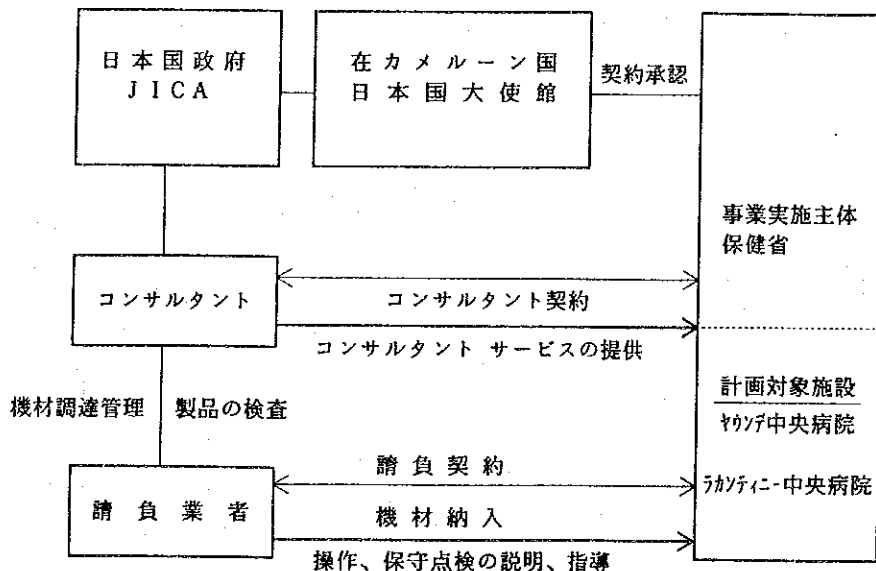 日本国政府
JICA
在カメルーン国
日本国大使館
契約承認
事業実施主体
保健省
コンサルタント
コンサルタント契約
コンサルタント サービスの提供
計画対象施設
ヤウンデ中央病院
機材調達管理
製品の検査
請負契約
ラカンティニー中央病院
請負業者
機材納入
操作、保守点検の説明、指導